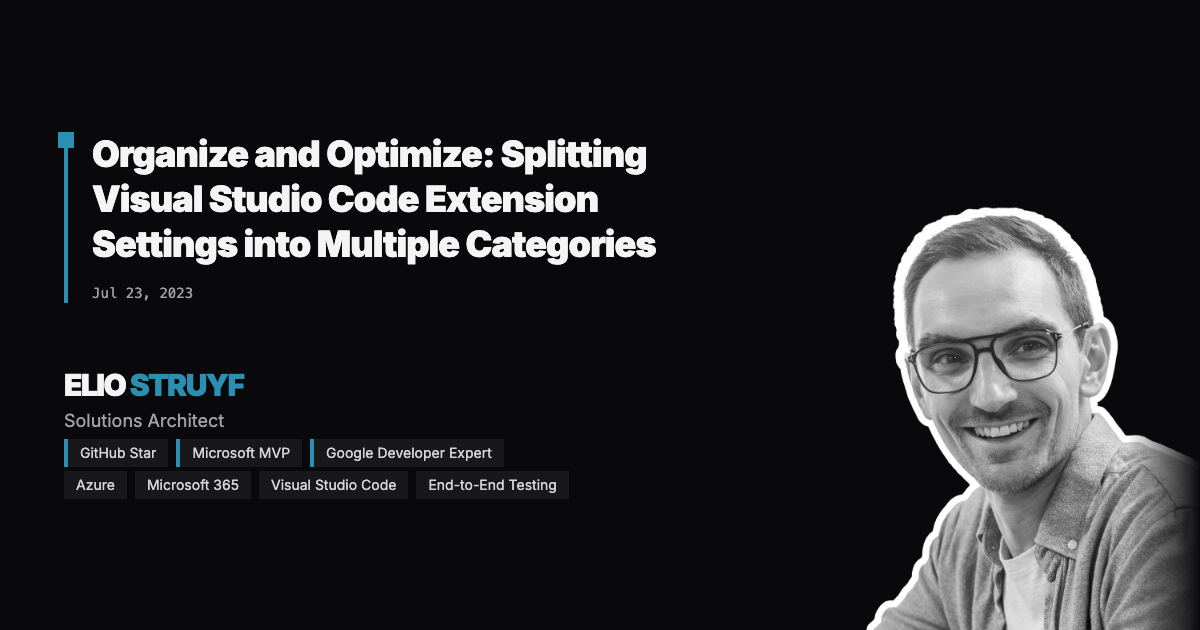 Organize and Optimize: Splitting
Visual Studio Code Extension
Settings into Multiple Categories
Jul 23, 2023
ELIO STRUYF
Solutions Architect
GitHub Star Microsoft MVP Google Developer Expert
Azure Microsoft 365 Visual Studio Code End-to-End Testing